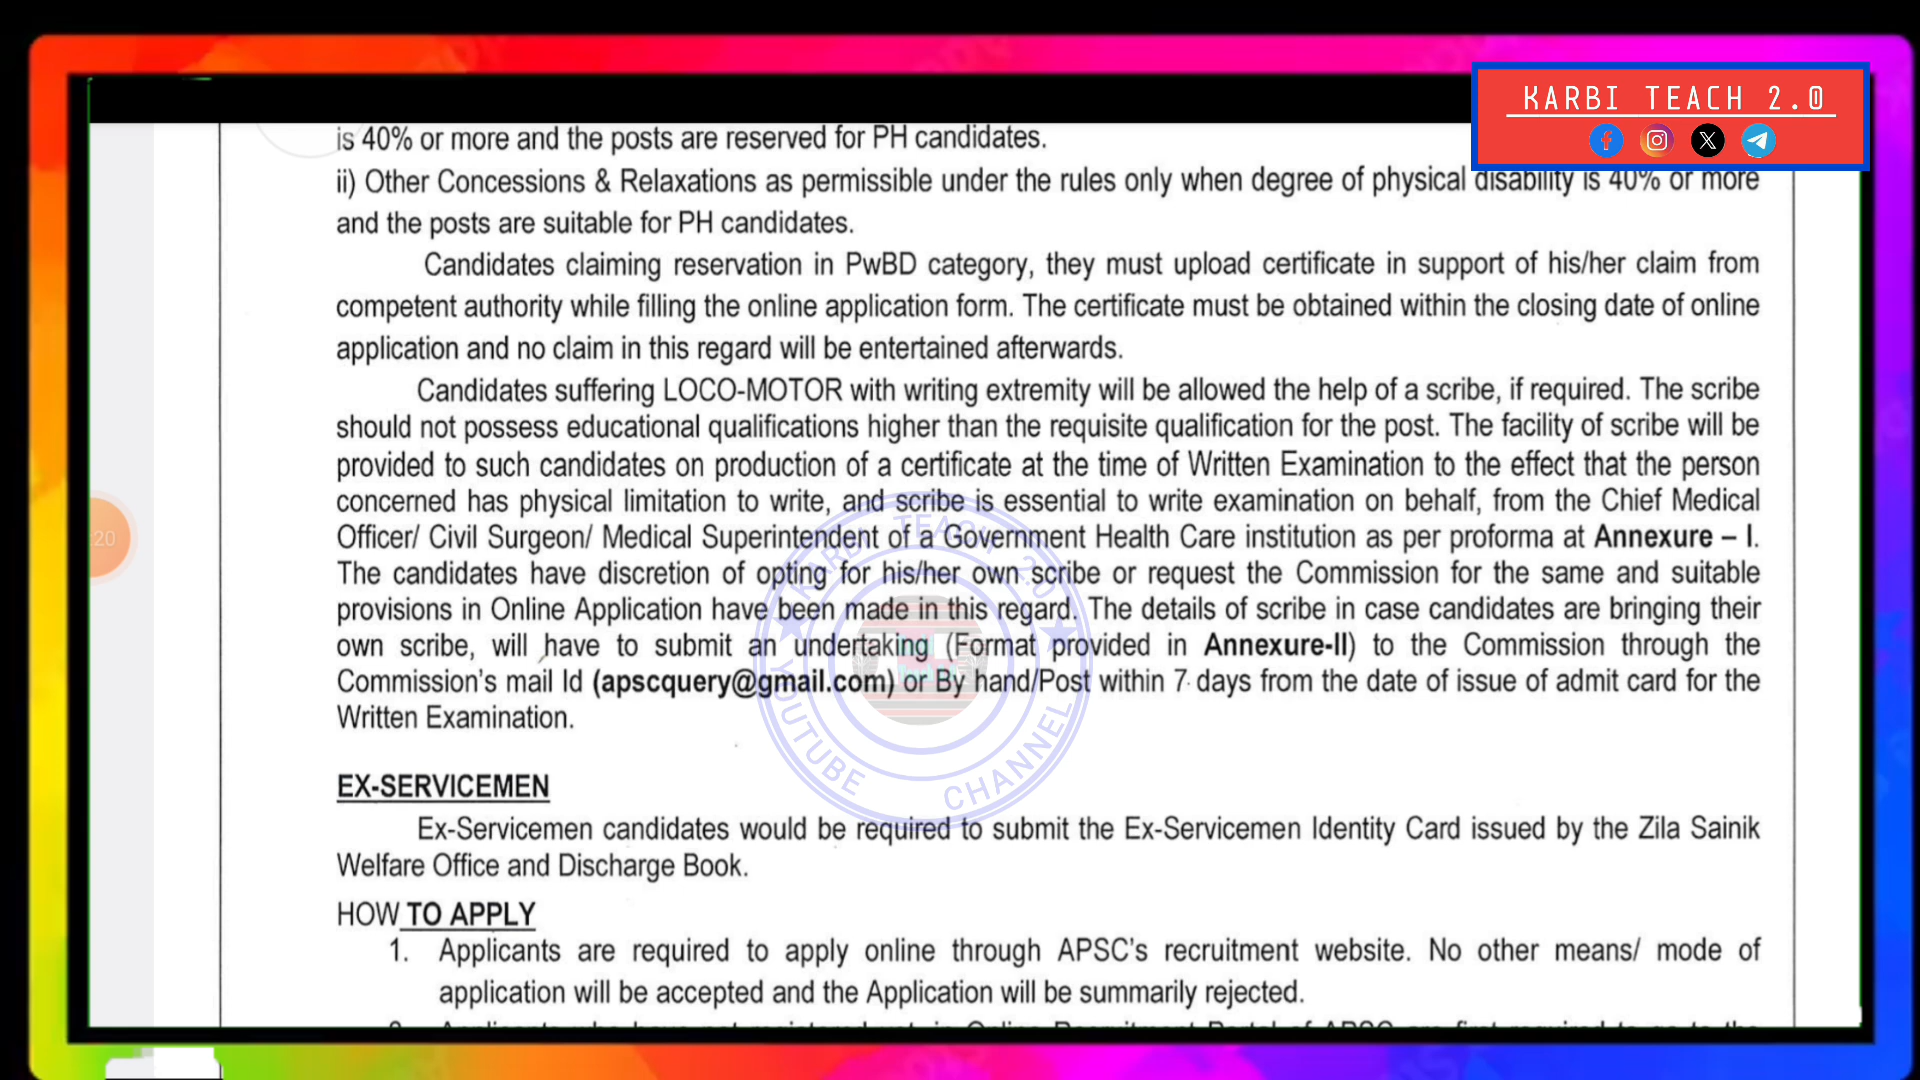 KARBI TEACH 2.0
is 40% or more and the posts are reserved for PH candidates.
ii) Other Concessions & Relaxations as permissible under the rules only when degree of physical disability is 40% or more
and the posts are suitable for PH candidates.
Candidates claiming reservation in PwBD category, they must upload certificate in support of his/her claim from
competent authority while filling the online application form. The certificate must be obtained within the closing date of online
application and no claim in this regard will be entertained afterwards.
Candidates suffering LOCO-MOTOR with writing extremity will be allowed the help of a scribe, if required. The scribe
should not possess educational qualifications higher than the requisite qualification for the post. The facility of scribe will be
provided to such candidates on production of a certificate at the time of Written Examination to the effect that the person
concerned has physical limitation to write, and scribe is essential to write examination on behalf, from the Chief Medical
Officer/ Civil Surgeon/ Medical Superintendent of a Government Health Care institution as per proforma at Annexure – I.
The candidates have discretion of opting for his/her own scribe or request the Commission for the same and suitable
provisions in Online Application have been made in this regard. The details of scribe in case candidates are bringing their
own scribe, will have to submit an undertaking (Format provided in Annexure-II) to the Commission through the
Commission's mail Id (apscquery@gmail.com) or By hand/Post within 7 days from the date of issue of admit card for the
Written Examination.
EX-SERVICEMEN
Ex-Servicemen candidates would be required to submit the Ex-Servicemen Identity Card issued by the Zila Sainik
Welfare Office and Discharge Book.
HOW TO APPLY
1. Applicants are required to apply online through APSC's recruitment website. No other means/ mode of
application will be accepted and the Application will be summarily rejected.
:20
KARBI TEACH 2.0
YOUTUBE CHANNEL